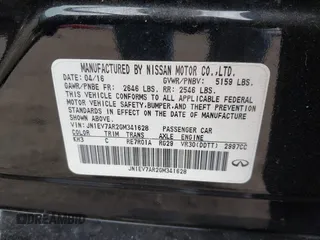 MANUFACTURED BY NISSAN MOTOR CO.,LTD.
DATE: 04/16 GVWR/PNBV: 5159 LBS.
GAWR/PNBE FR: 2646 LBS. RR: 2546 LBS.
THIS VEHICLE CONFORMS TO ALL APPLICABLE FEDERAL
MOTOR VEHICLE SAFETY,BUMPER,AND THEFT PREVENTION
STANDARDS IN EFFECT ON THE DATE OF MANUFACTURE
SHOWN ABOVE.
VIN: JN1EV7AR2GM341628 PASSENGER CAR
COLOR TRIM TRANS AXLE ENGINE
KH3 C RE7R01A RG29 VR30(DDTT) 2997CC
JN1EV7AR2GM341628